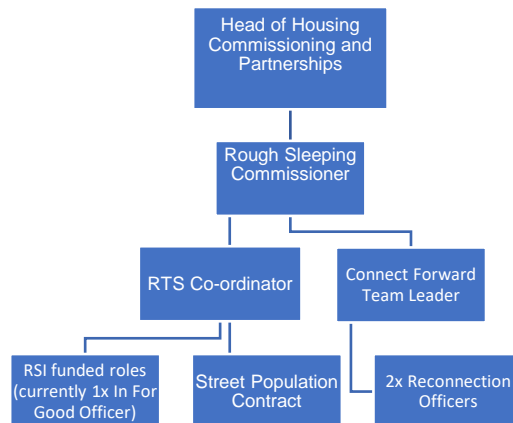 Head of Housing
Commissioning and
Partnerships
Rough Sleeping
Commissioner
RTS Co-ordinator
Connect Forward
Team Leader
RSI funded roles
(currently 1x In For
Good Officer)
Street Population
Contract
2x Reconnection
Officers